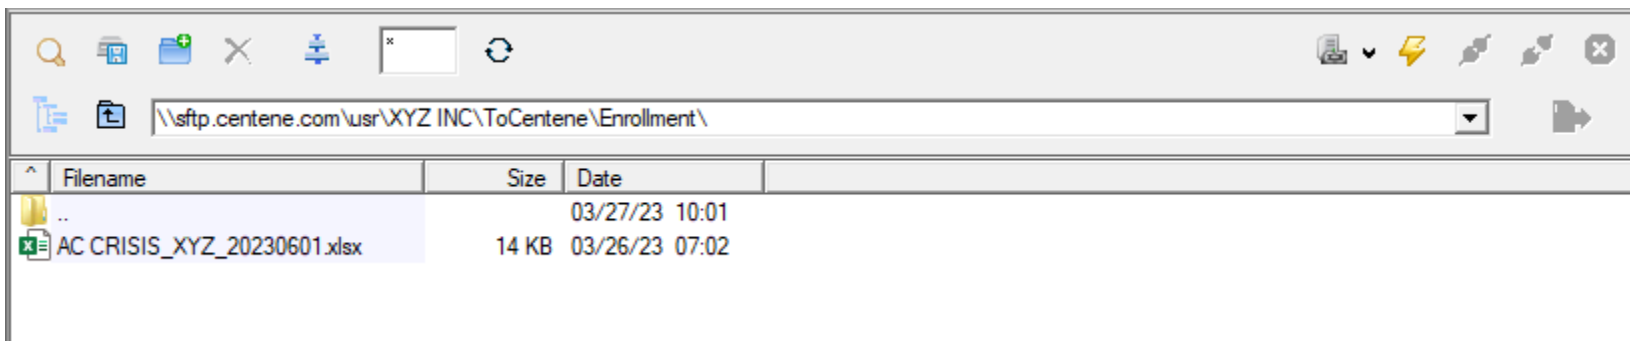 *
\\sftp.centene.com\usr\XYZ INC\ToCentene\Enrollment\
^ Filename Size Date
.. 03/27/23 10:01
AC CRISIS_XYZ_20230601.xlsx 14 KB 03/26/23 07:02